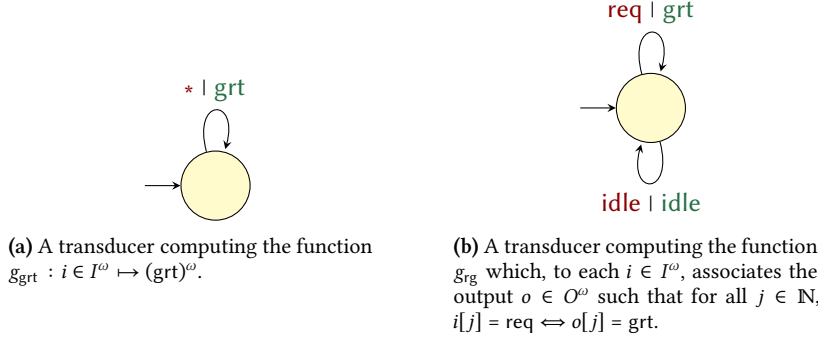 * | grt
(a) A transducer computing the function
g_grt : i ∈ I^ω ↦ (grt)^ω.
req | grt
idle | idle
(b) A transducer computing the function
g_rg which, to each i ∈ I^ω, associates the
output o ∈ O^ω such that for all j ∈ ℕ,
i[j] = req ⟺ o[j] = grt.